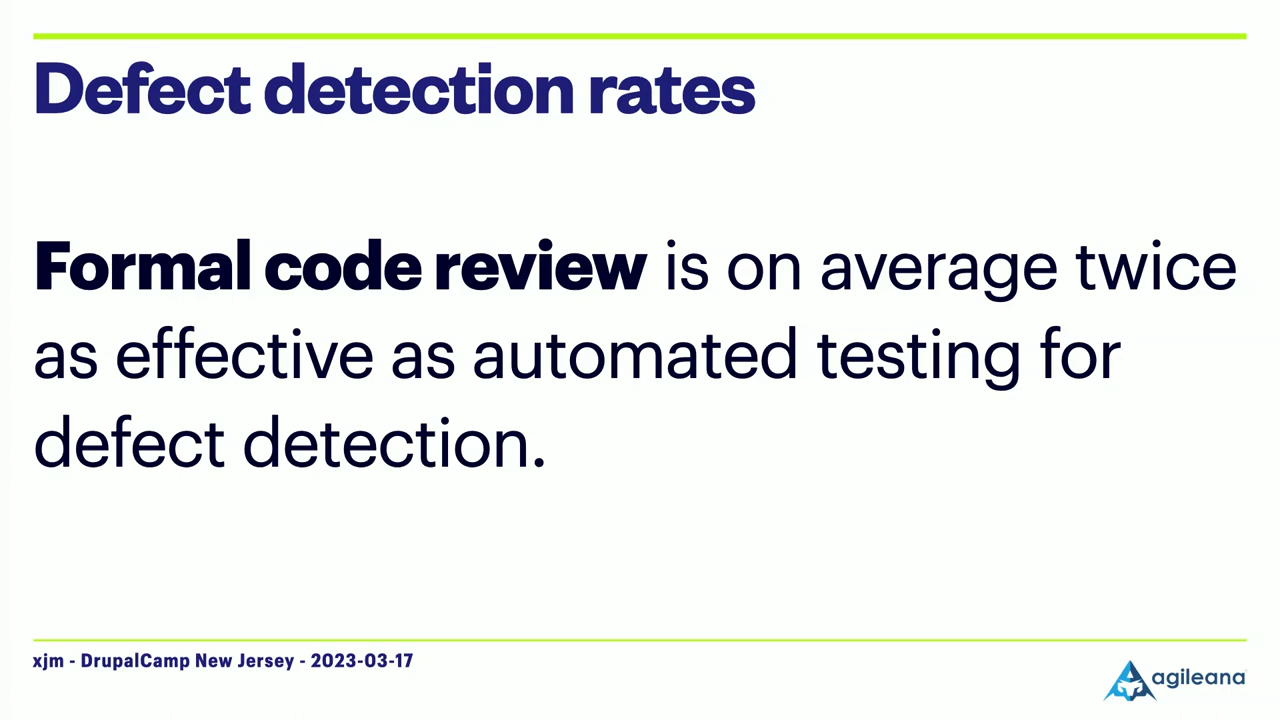 Defect detection rates
Formal code review is on average twice
as effective as automated testing for
defect detection.
xjm - DrupalCamp New Jersey - 2023-03-17
agileana